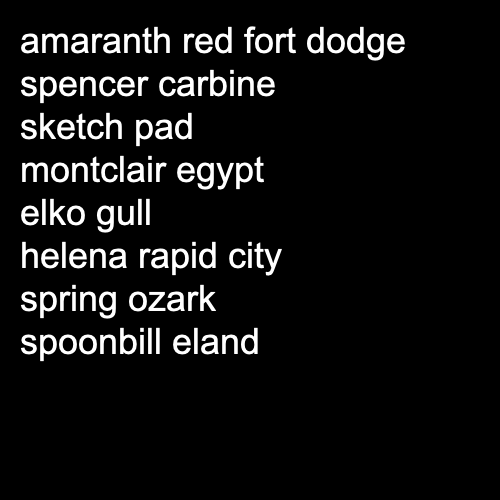 amaranth red fort dodge
spencer carbine
sketch pad
montclair egypt
elko gull
helena rapid city
spring ozark
spoonbill eland